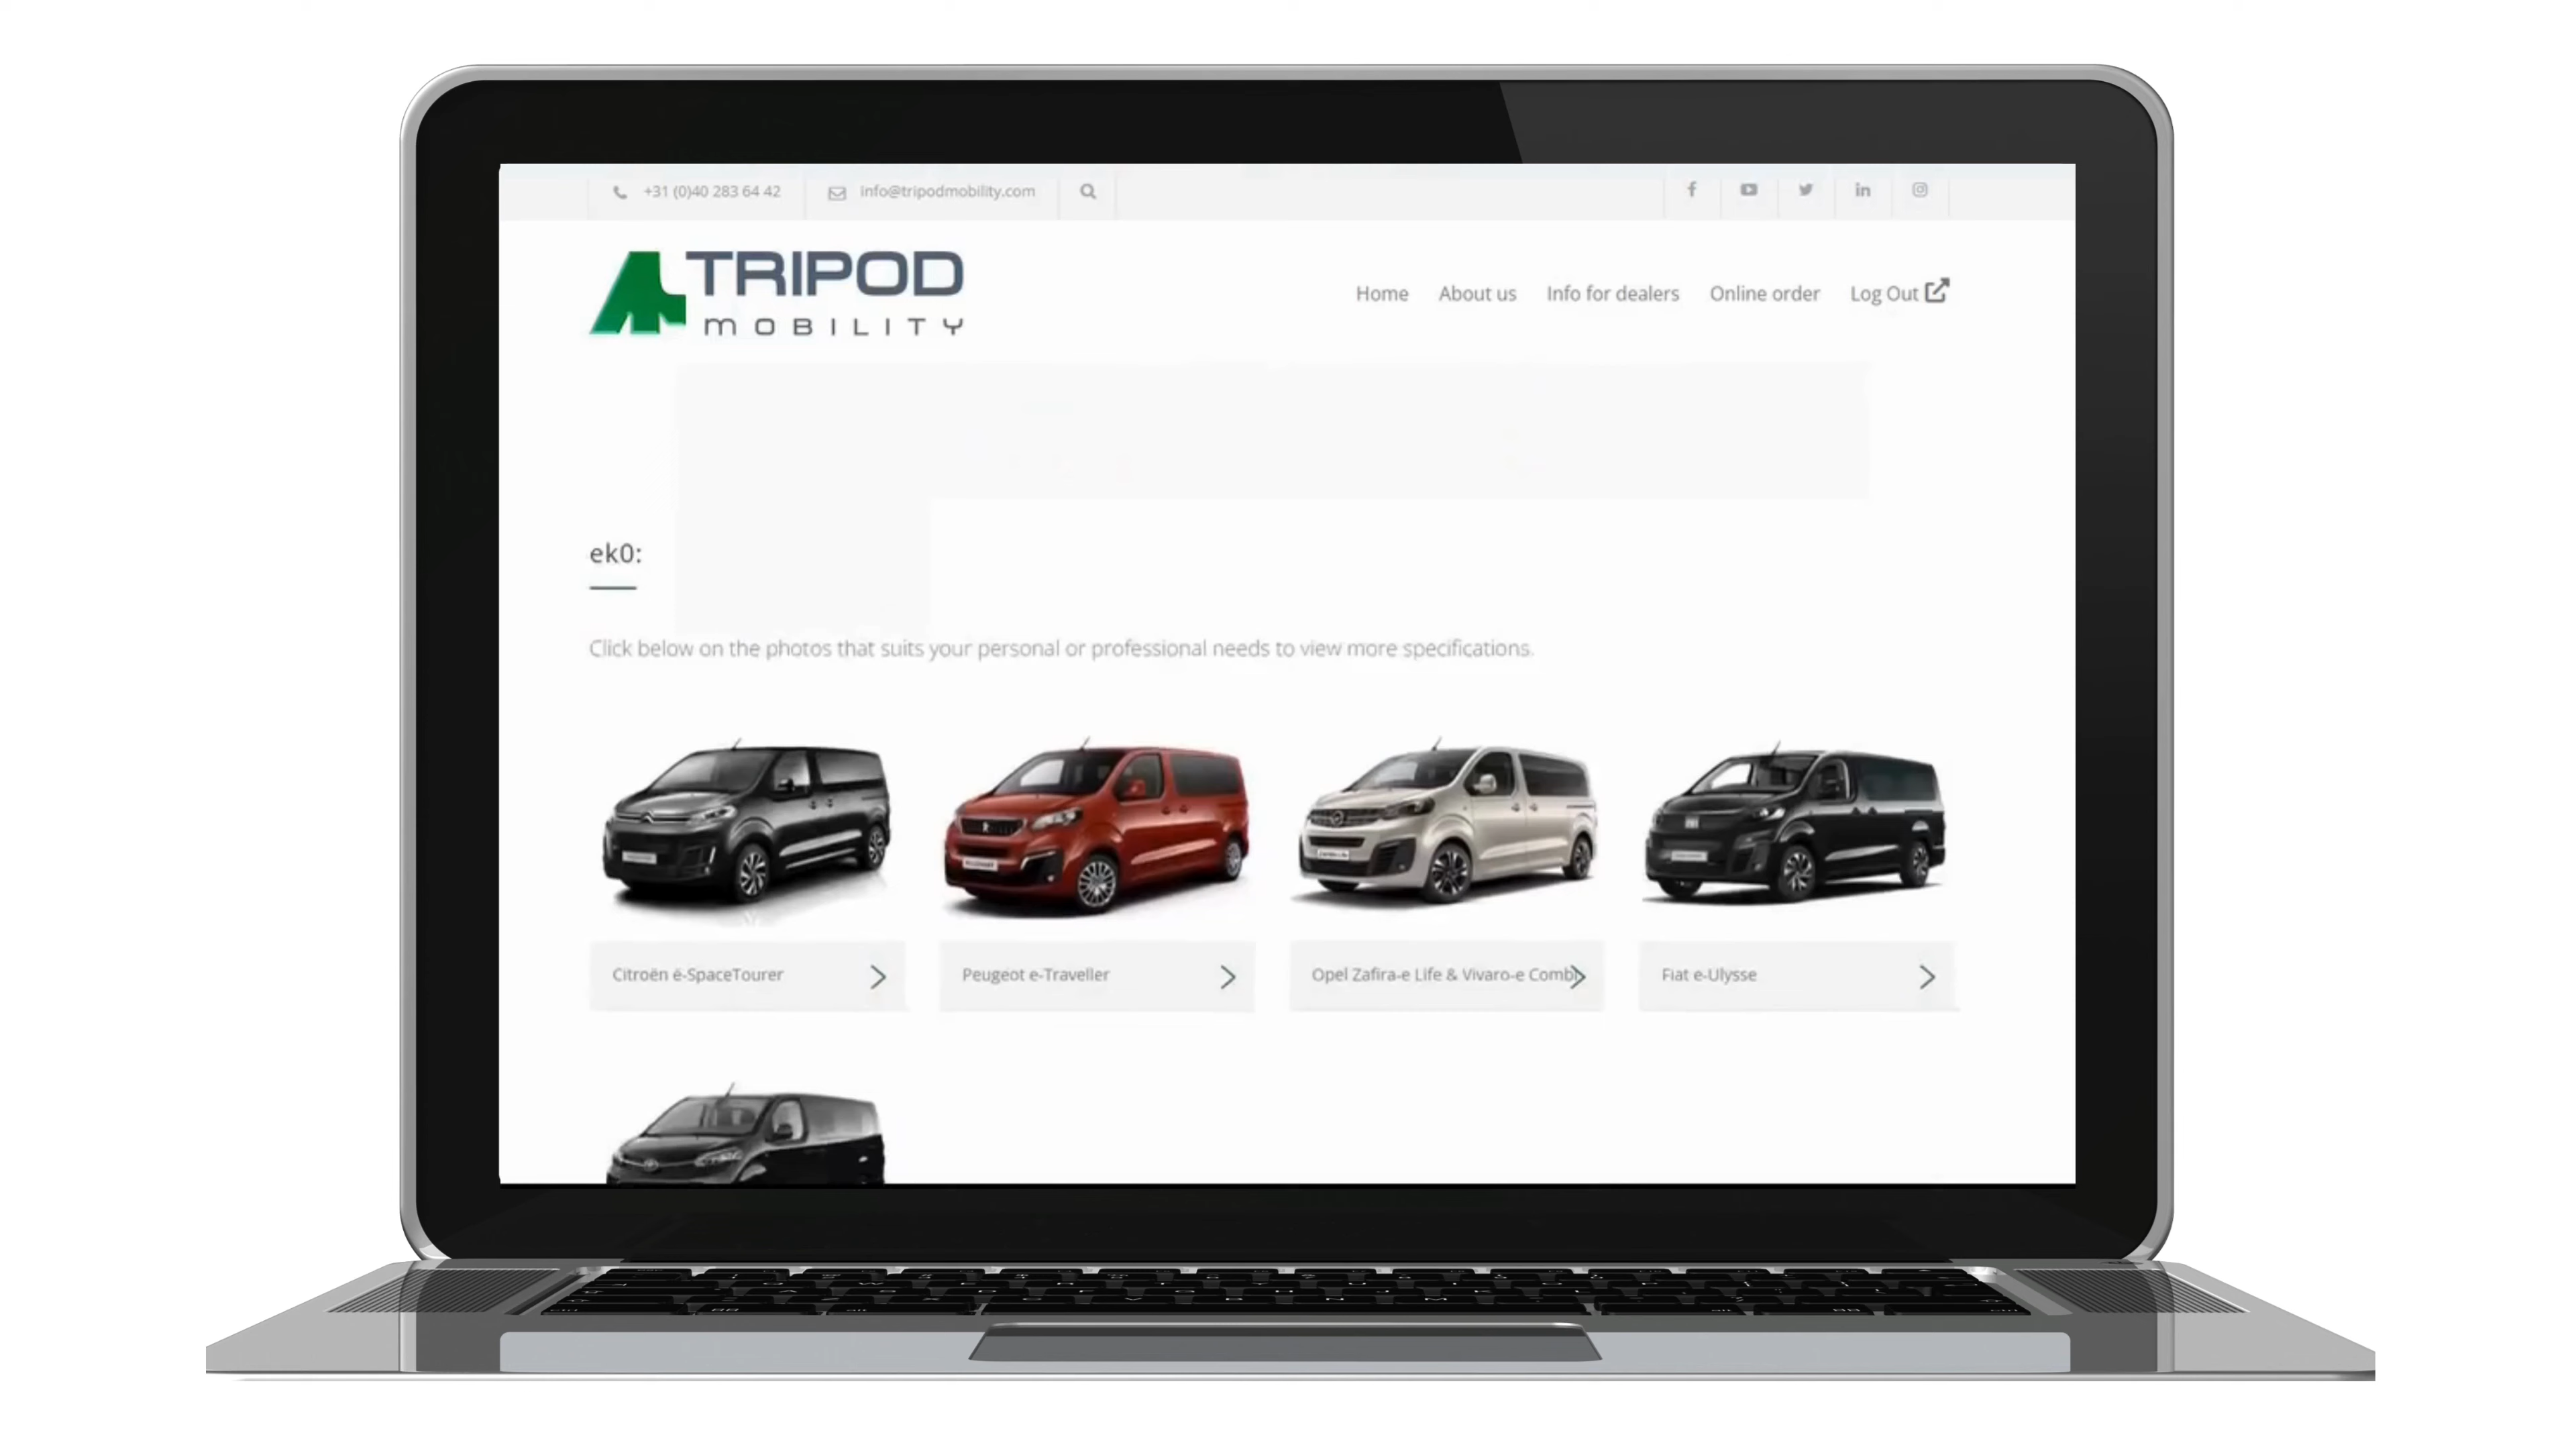 +31 (0)40 283 64 42
info@tripodmobility.com
TRIPOD
MOBILITY
Home
About us
Info for dealers
Online order
Log Out
ek0:
Click below on the photos that suits your personal or professional needs to view more specifications.
Citroën ë-SpaceTourer
Peugeot e-Traveller
Opel Zafira-e Life & Vivaro-e Combi
Fiat e-Ulysse